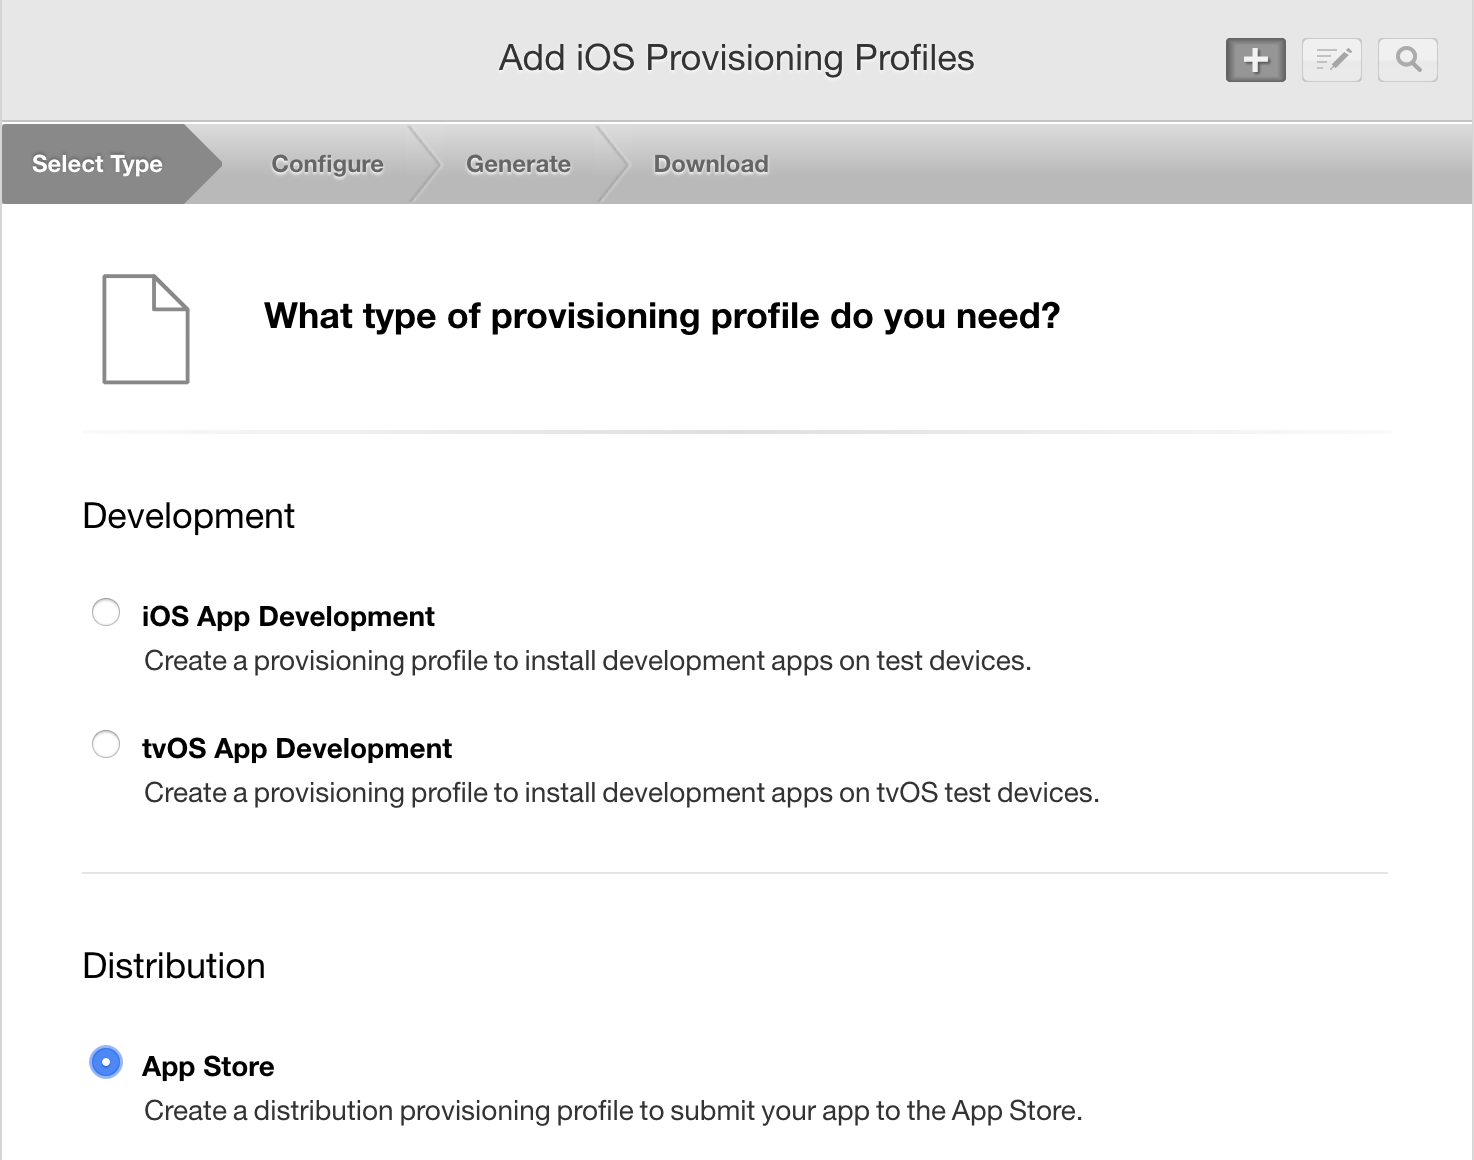 Add iOS Provisioning Profiles
Select Type
Configure
Generate
Download
What type of provisioning profile do you need?
Development
iOS App Development
Create a provisioning profile to install development apps on test devices.
tvOS App Development
Create a provisioning profile to install development apps on tvOS test devices.
Distribution
App Store
Create a distribution provisioning profile to submit your app to the App Store.